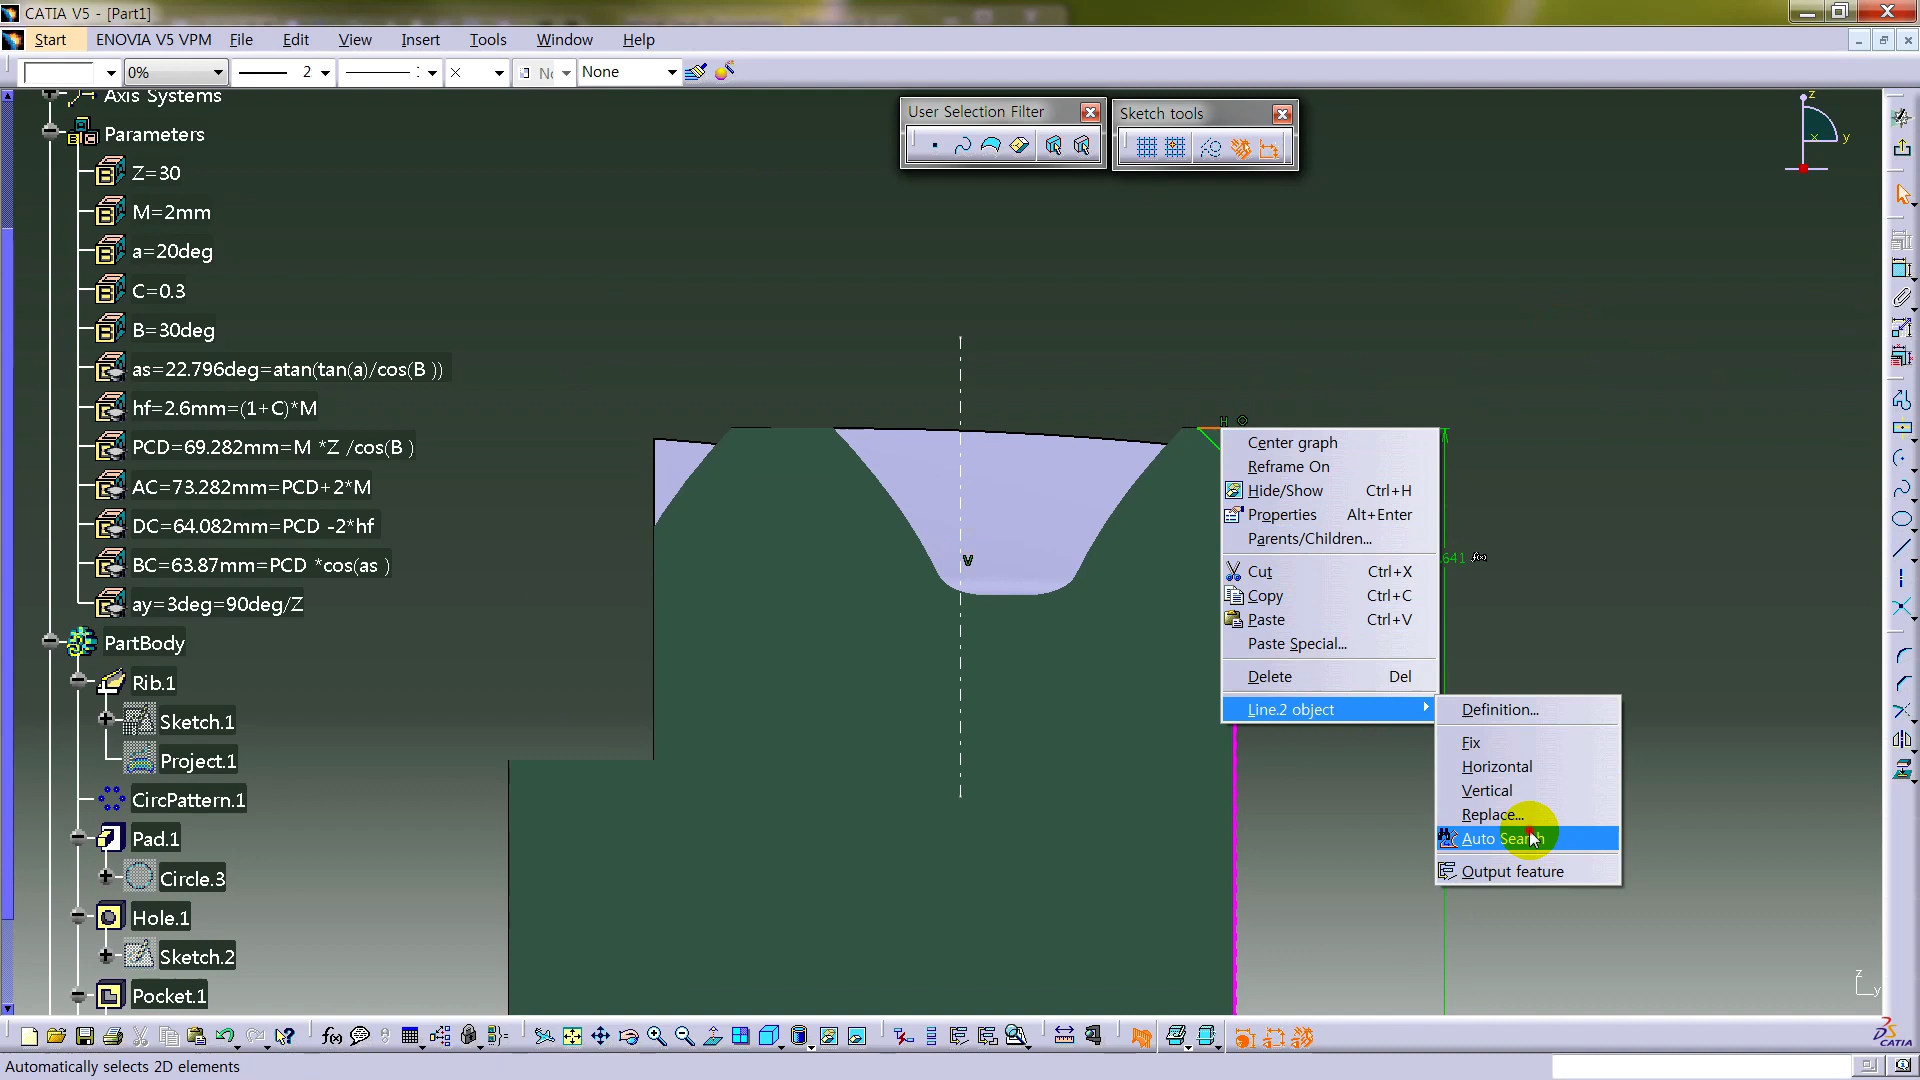 CATIA V5 - [Part1]
Start ENOVIA V5 VPM File Edit View Insert Tools Window Help
0% 2 None
Axis Systems
User Selection Filter
Sketch tools
z
y
x
Parameters
Z=30
M=2mm
a=20deg
C=0.3
B=30deg
as=22.796deg=atan(tan(a)/cos(B ))
hf=2.6mm=(1+C)*M
PCD=69.282mm=M *Z /cos(B )
AC=73.282mm=PCD+2*M
DC=64.082mm=PCD -2*hf
BC=63.87mm=PCD *cos(as )
ay=3deg=90deg/Z
PartBody
Rib.1
Sketch.1
Project.1
CircPattern.1
Pad.1
Circle.3
Hole.1
Sketch.2
Pocket.1
H
V
641 f(x)
Center graph
Reframe On
Hide/Show Ctrl+H
Properties Alt+Enter
Parents/Children...
Cut Ctrl+X
Copy Ctrl+C
Paste Ctrl+V
Paste Special...
Delete Del
Line.2 object
Definition...
Fix
Horizontal
Vertical
Replace...
Auto Search
Output feature
z
y
CATIA
Automatically selects 2D elements